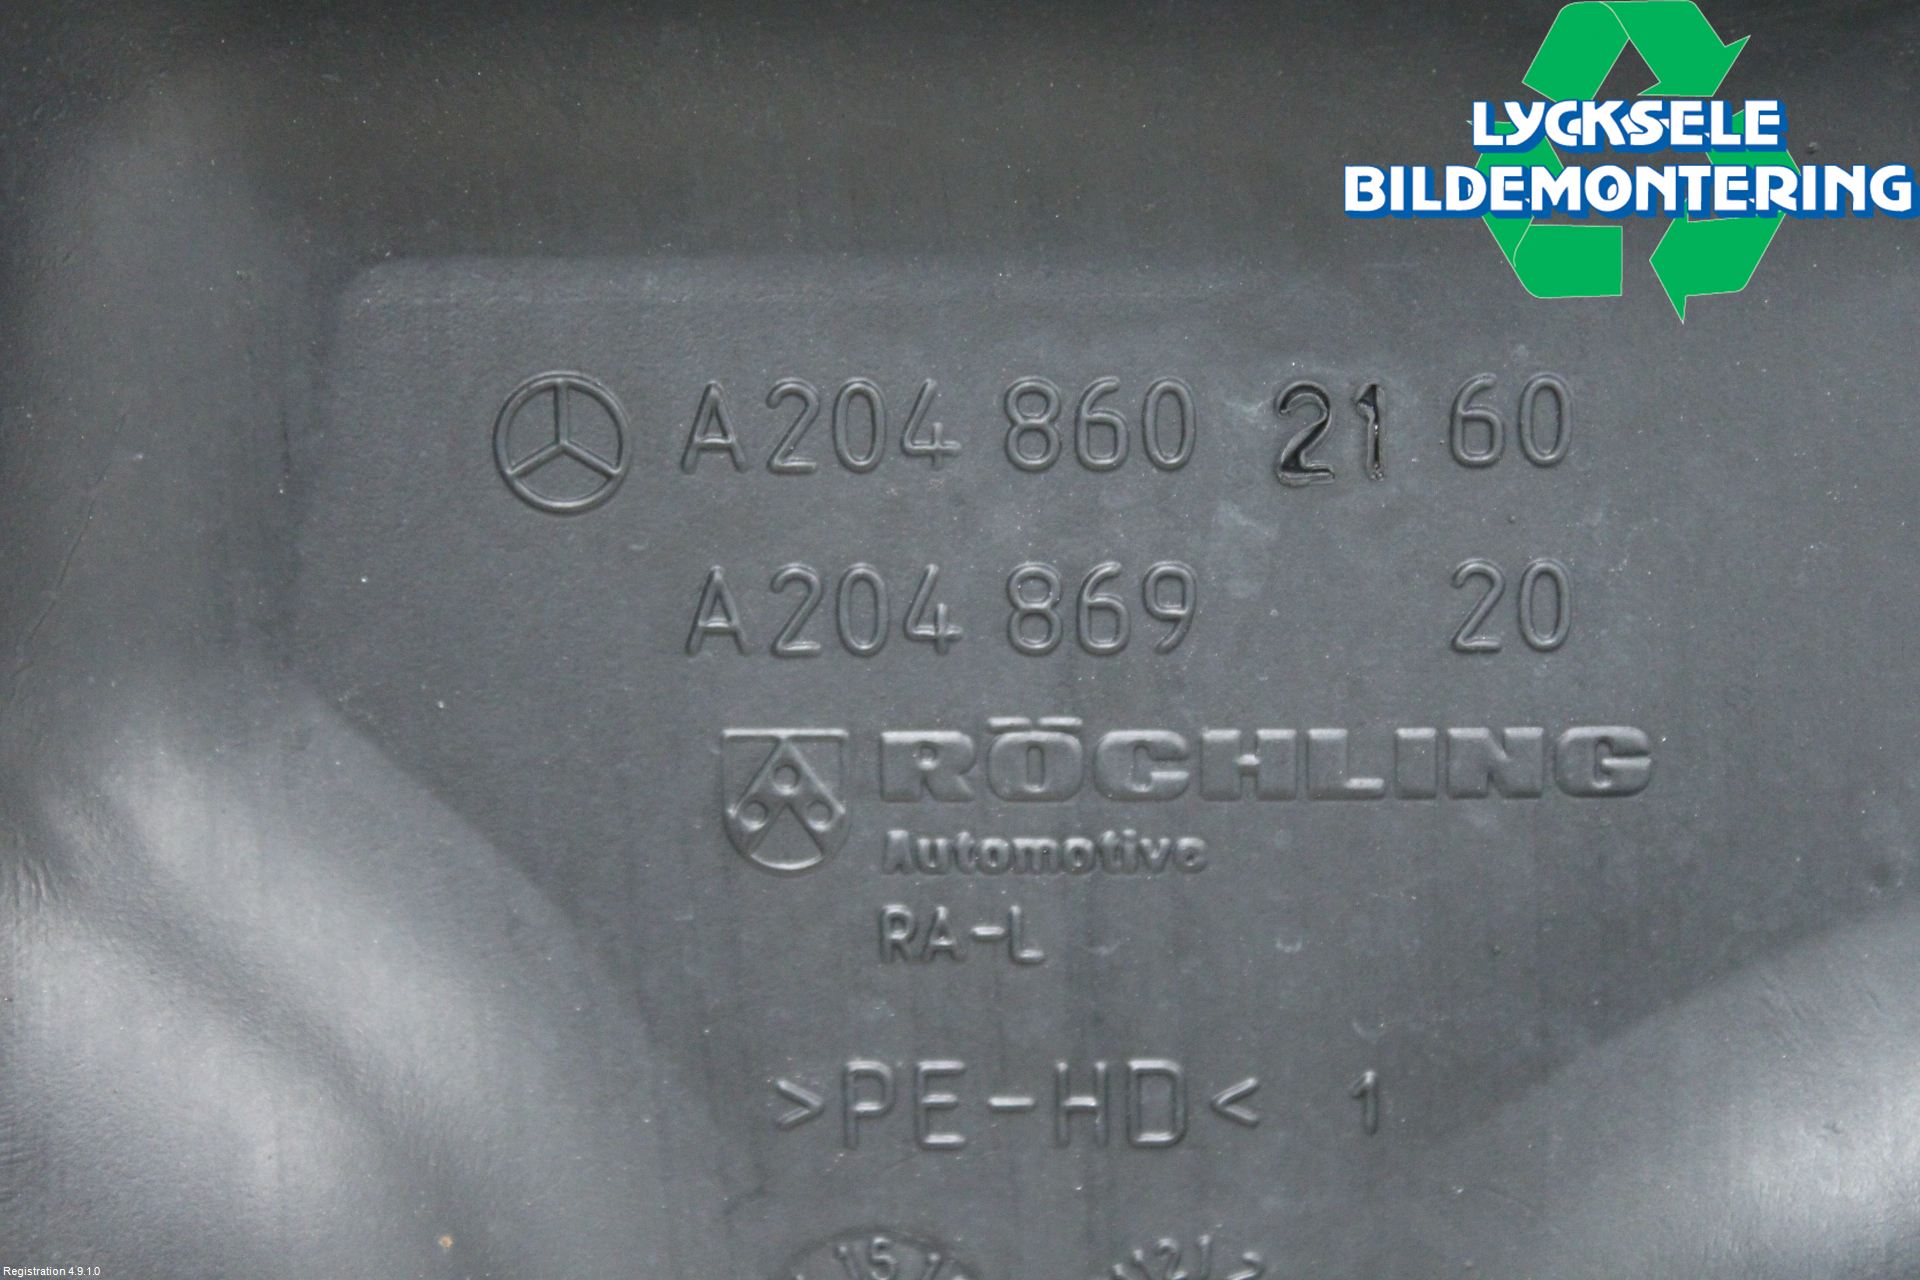 LYCKSELE
BILDEMONTERING
A 204 860 21 60
A 204 869 20
RÖCHLING
Automotive
RA-L
>PE-HD< 1
Registration 4.9.1.0